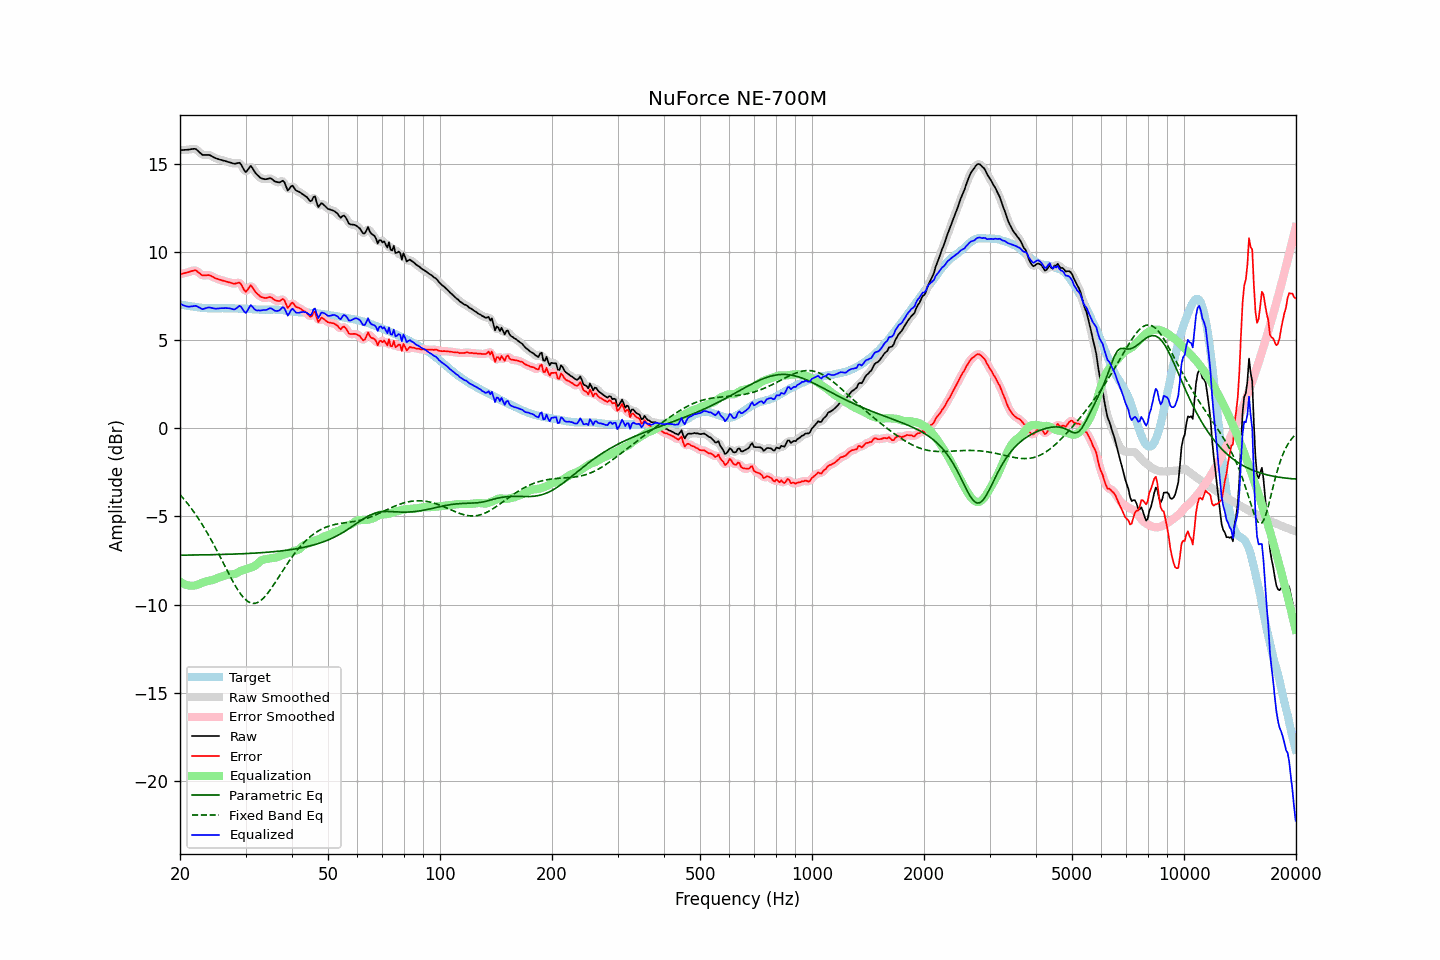 NuForce NE-700M
15
10
5
0
−5
−10
−15
−20
Amplitude (dBr)
Target
Raw Smoothed
Error Smoothed
Raw
Error
Equalization
Parametric Eq
Fixed Band Eq
Equalized
20 50 100 200 500 1000 2000 5000 10000 20000
Frequency (Hz)